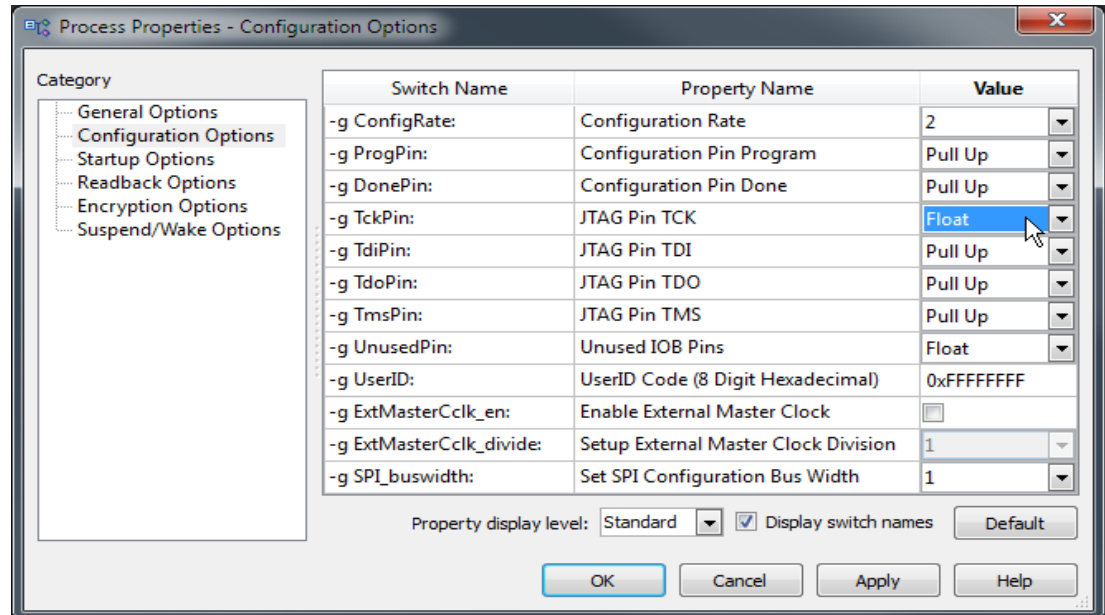 Process Properties - Configuration Options
Category
General Options
Configuration Options
Startup Options
Readback Options
Encryption Options
Suspend/Wake Options
Switch Name Property Name Value
-g ConfigRate: Configuration Rate 2
-g ProgPin: Configuration Pin Program Pull Up
-g DonePin: Configuration Pin Done Pull Up
-g TckPin: JTAG Pin TCK Float
-g TdiPin: JTAG Pin TDI Pull Up
-g TdoPin: JTAG Pin TDO Pull Up
-g TmsPin: JTAG Pin TMS Pull Up
-g UnusedPin: Unused IOB Pins Float
-g UserID: UserID Code (8 Digit Hexadecimal) 0xFFFFFFFF
-g ExtMasterCclk_en: Enable External Master Clock
-g ExtMasterCclk_divide: Setup External Master Clock Division 1
-g SPI_buswidth: Set SPI Configuration Bus Width 1
Property display level: Standard Display switch names Default
OK Cancel Apply Help